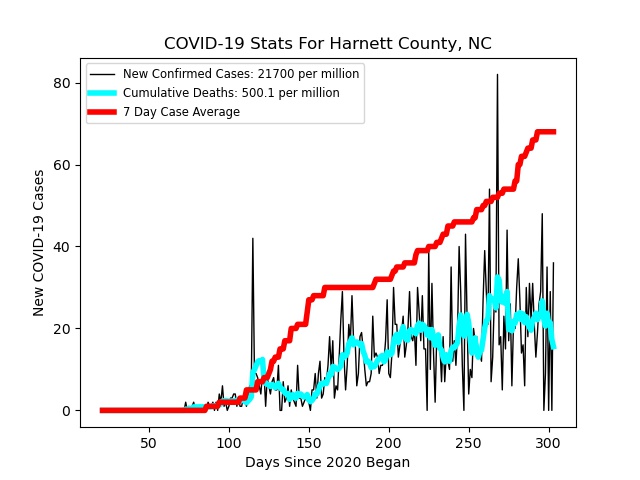 COVID-19 Stats For Harnett County, NC
New Confirmed Cases: 21700 per million
Cumulative Deaths: 500.1 per million
7 Day Case Average
New COVID-19 Cases
80
60
40
20
0
50 100 150 200 250 300
Days Since 2020 Began